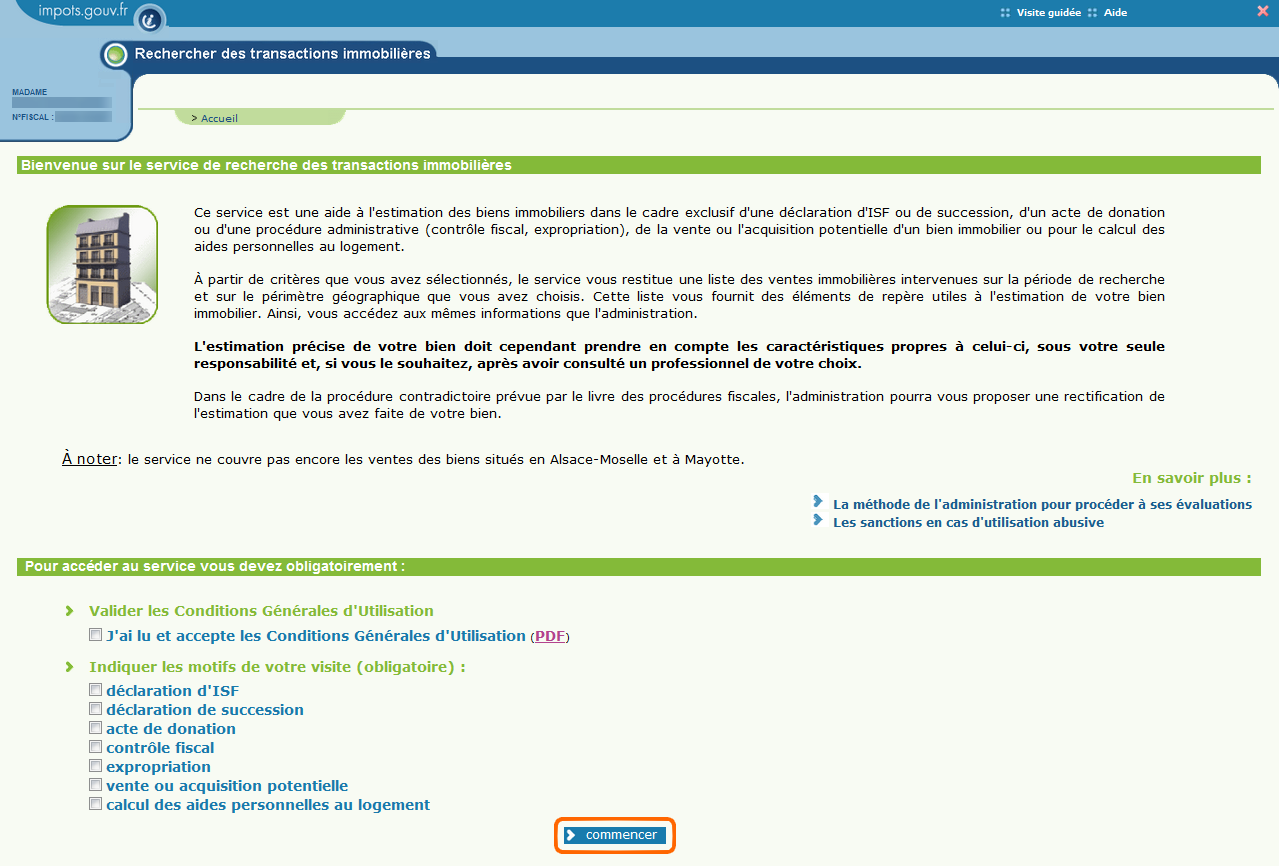 impots.gouv.fr
Visite guidée
Aide
Rechercher des transactions immobilières
MADAME
N°FISCAL :
> Accueil
Bienvenue sur le service de recherche des transactions immobilières
Ce service est une aide à l'estimation des biens immobiliers dans le cadre exclusif d'une déclaration d'ISF ou de succession, d'un acte de donation
ou d'une procédure administrative (contrôle fiscal, expropriation), de la vente ou l'acquisition potentielle d'un bien immobilier ou pour le calcul des
aides personnelles au logement.
À partir de critères que vous avez sélectionnés, le service vous restitue une liste des ventes immobilières intervenues sur la période de recherche
et sur le périmètre géographique que vous avez choisis. Cette liste vous fournit des éléments de repère utiles à l'estimation de votre bien
immobilier. Ainsi, vous accédez aux mêmes informations que l'administration.
L'estimation précise de votre bien doit cependant prendre en compte les caractéristiques propres à celui-ci, sous votre seule
responsabilité et, si vous le souhaitez, après avoir consulté un professionnel de votre choix.
Dans le cadre de la procédure contradictoire prévue par le livre des procédures fiscales, l'administration pourra vous proposer une rectification de
l'estimation que vous avez faite de votre bien.
À noter: le service ne couvre pas encore les ventes des biens situés en Alsace-Moselle et à Mayotte.
En savoir plus :
La méthode de l'administration pour procéder à ses évaluations
Les sanctions en cas d'utilisation abusive
Pour accéder au service vous devez obligatoirement :
Valider les Conditions Générales d'Utilisation
J'ai lu et accepte les Conditions Générales d'Utilisation (PDF)
Indiquer les motifs de votre visite (obligatoire) :
déclaration d'ISF
déclaration de succession
acte de donation
contrôle fiscal
expropriation
vente ou acquisition potentielle
calcul des aides personnelles au logement
commencer